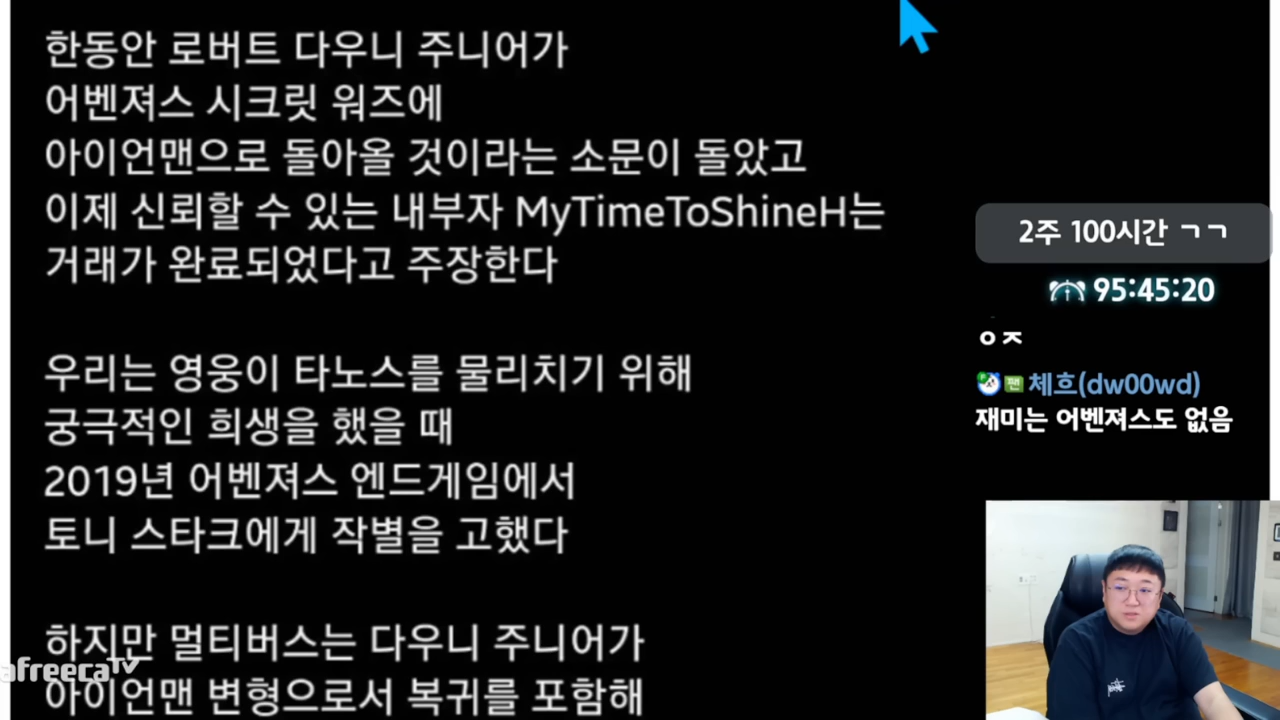 한동안 로버트 다우니 주니어가
어벤져스 시크릿 워즈에
아이언맨으로 돌아올 것이라는 소문이 돌았고
이제 신뢰할 수 있는 내부자 MyTimeToShineH는
거래가 완료되었다고 주장한다
우리는 영웅이 타노스를 물리치기 위해
궁극적인 희생을 했을 때
2019년 어벤져스 엔드게임에서
토니 스타크에게 작별을 고했다
하지만 멀티버스는 다우니 주니어가
아이언맨 변형으로서 복귀를 포함해
afreecaTV
2주 100시간 ㄱㄱ
95:45:20
ㅇㅈ
팬 체흐(dw00wd)
재미는 어벤져스도 없음